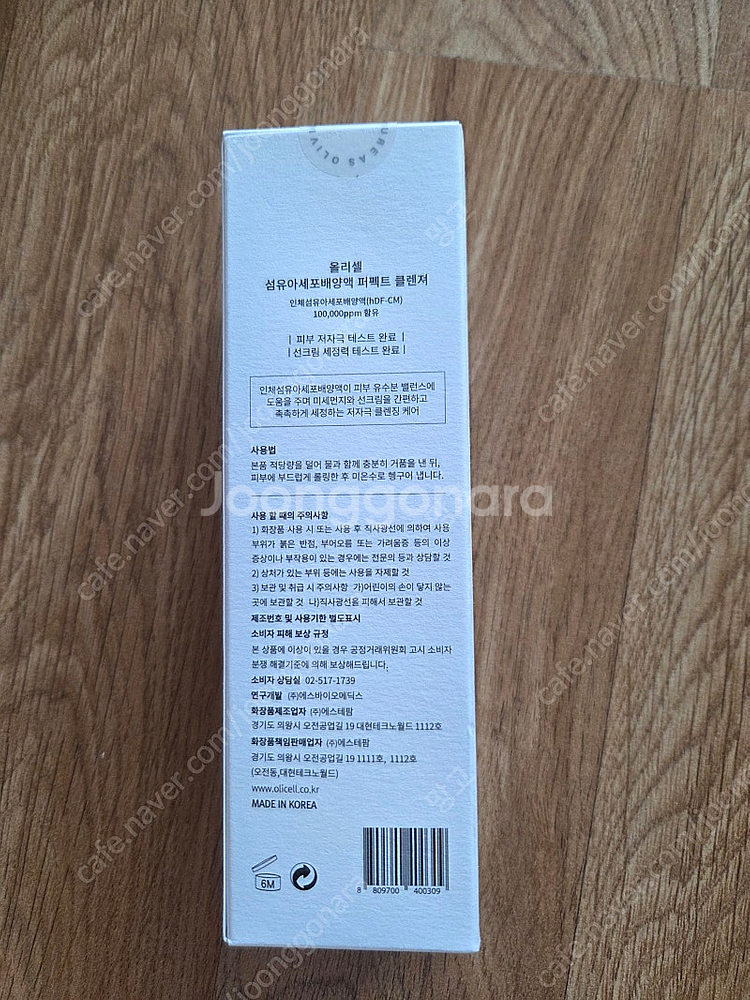 URE AS OLIV
올리셀
섬유아세포배양액 퍼펙트 클렌져
인체섬유아세포배양액(hDF-CM)
100,000ppm 함유
| 피부 저자극 테스트 완료 |
| 선크림 세정력 테스트 완료 |
인체섬유아세포배양액이 피부 유수분 밸런스에
도움을 주며 미세먼지와 선크림을 간편하고
촉촉하게 세정하는 저자극 클렌징 케어
사용법
본품 적당량을 덜어 물과 함께 충분히 거품을 낸 뒤,
피부에 부드럽게 롤링한 후 미온수로 헹구어 냅니다.
Joonggonara
사용 할 때의 주의사항
1) 화장품 사용 시 또는 사용 후 직사광선에 의하여 사용
부위가 붉은 반점, 부어오름 또는 가려움증 등의 이상
증상이나 부작용이 있는 경우에는 전문의 등과 상담할 것
2) 상처가 있는 부위 등에는 사용을 자제할 것
3) 보관 및 취급 시 주의사항 가)어린이의 손이 닿지 않는
곳에 보관할 것 나)직사광선을 피해서 보관할 것
제조번호 및 사용기한 별도표시
소비자 피해 보상 규정
본 상품에 이상이 있을 경우 공정거래위원회 고시 소비자
분쟁 해결기준에 의해 보상해드립니다.
소비자 상담실 02-517-1739
연구개발 (주)에스바이오메딕스
화장품제조업자 (주)에스테팜
경기도 의왕시 오전공업길 19 대현테크노월드 1112호
화장품책임판매업자 (주)에스테팜
경기도 의왕시 오전공업길 19 1111호, 1112호
(오전동,대현테크노월드)
www.olicell.co.kr
MADE IN KOREA
6M
8 809700 400309
cafe.naver.com/joonggonara